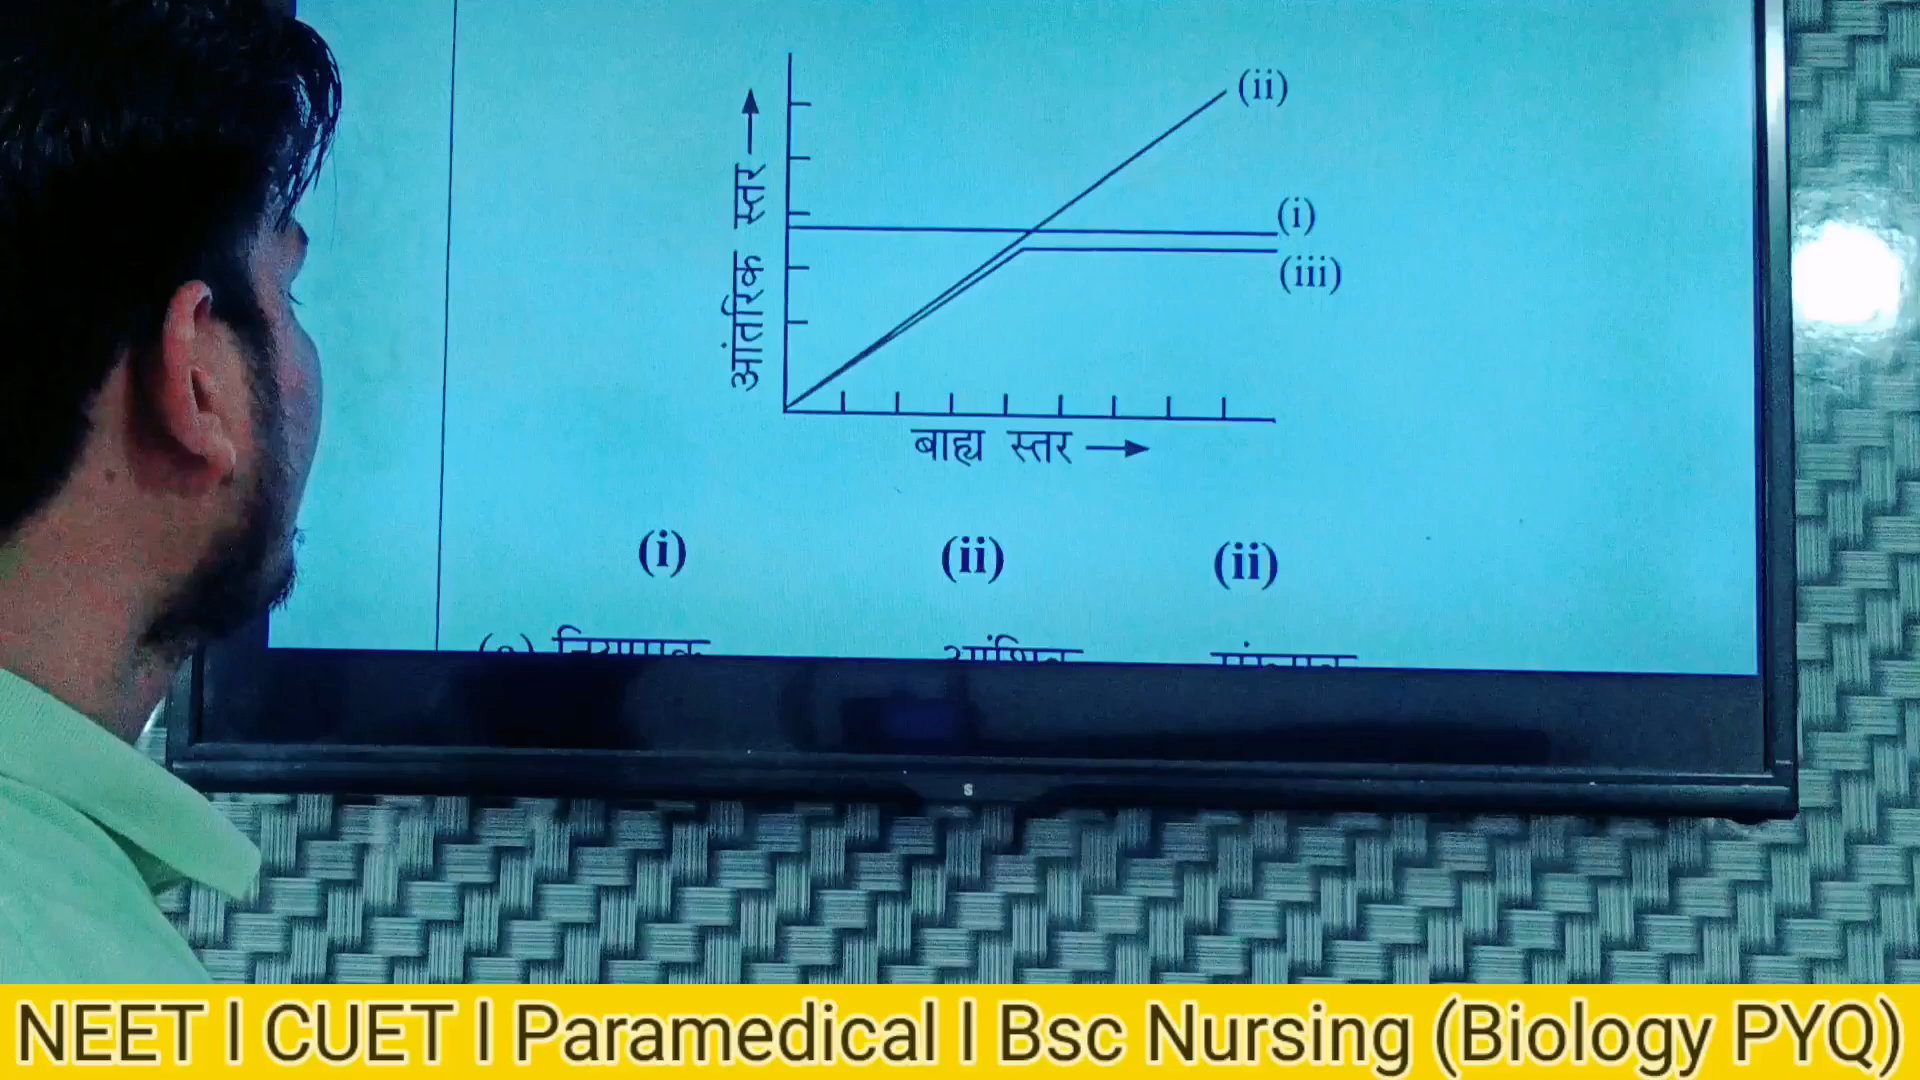 (ii)
(i)
(iii)
आंतरिक स्तर
बाह्य स्तर
(i) (ii) (ii)
NEET l CUET l Paramedical l Bsc Nursing (Biology PYQ)